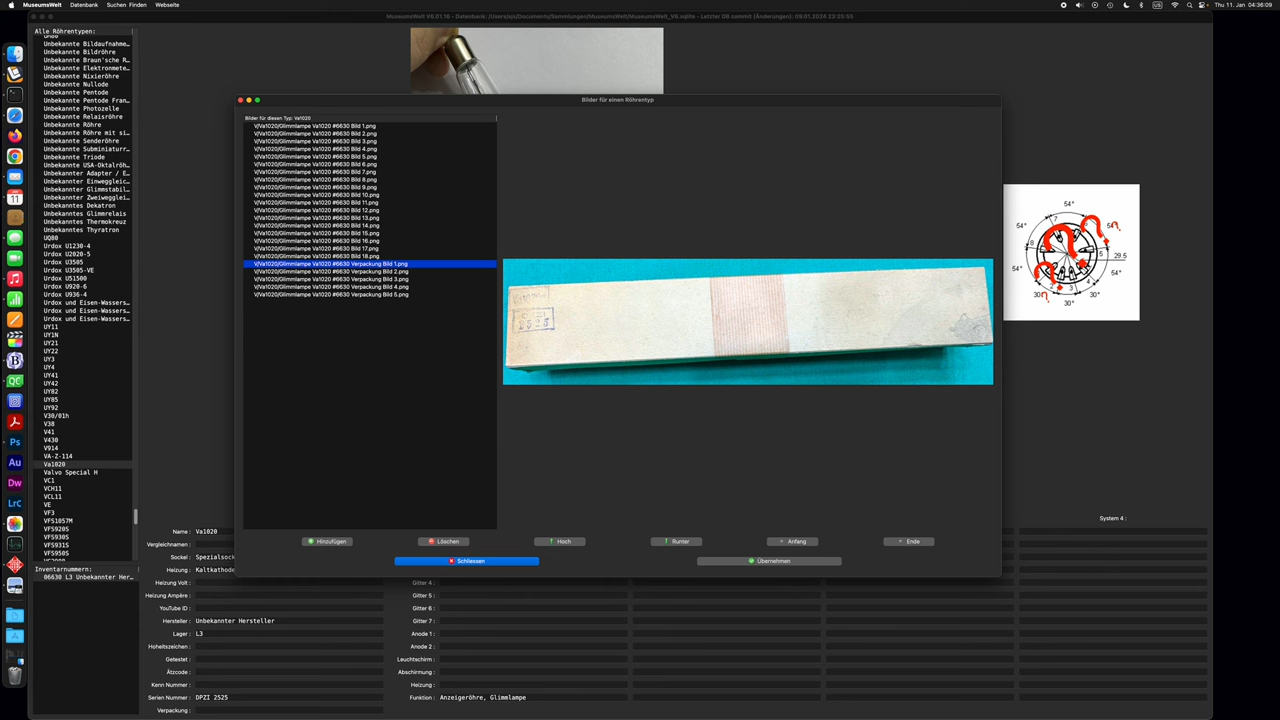 MuseumsWelt Datenbank Suchen Finden Webseite
Thu 11. Jan 04:36:09
MuseumsWelt V6.01.16 - Datenbank: /Users/ajs/Documents/Sammlungen/MuseumsWelt/MuseumsWelt_V6.sqlite - Letzter DB commit (Änderungen): 09.01.2024 23:25:55
Alle Röhrentypen:
Unbekannte Bildaufnahme…
Unbekannte Bildröhre
Unbekannte Braun'sche R…
Unbekannte Elektronmete…
Unbekannte Nixieröhre
Unbekannte Nullode
Unbekannte Pentode
Unbekannte Pentode Fran…
Unbekannte Photozelle
Unbekannte Relaisröhre
Unbekannte Röhre
Unbekannte Röhre mit si…
Unbekannte Senderöhre
Unbekannte Subminiaturr…
Unbekannte Triode
Unbekannte USA-Oktalröh…
Unbekannter Adapter / E…
Unbekannter Einweggleic…
Unbekannter Glimmstabil…
Unbekannter Zweiweggle…
Unbekanntes Dekatron
Unbekanntes Glimmrelais
Unbekanntes Thermokreuz
Unbekanntes Thyratron
UQ80
Urdox U1230-4
Urdox U2020-5
Urdox U3505
Urdox U3505-VE
Urdox U51500
Urdox U920-6
Urdox U936-4
Urdox und Eisen-Wassers…
Urdox und Eisen-Wassers…
Urdox und Eisen-Wassers…
UY11
UY1N
UY21
UY22
UY3
UY4
UY41
UY42
UY82
UY85
UY92
V30/01h
V38
V41
V430
V914
VA-Z-114
Va1020
Valvo Special H
VC1
VCH11
VCL11
VE
VF3
VFS1057M
VFS920S
VFS930S
VFS931S
VFS950S
Inventarnummern:
06630 L3 Unbekannter Her…
Bilder für einen Röhrentyp
Bilder für diesen Typ: Va1020
V/Va1020/Glimmlampe Va1020 #6630 Bild 1.png
V/Va1020/Glimmlampe Va1020 #6630 Bild 2.png
V/Va1020/Glimmlampe Va1020 #6630 Bild 3.png
V/Va1020/Glimmlampe Va1020 #6630 Bild 4.png
V/Va1020/Glimmlampe Va1020 #6630 Bild 5.png
V/Va1020/Glimmlampe Va1020 #6630 Bild 6.png
V/Va1020/Glimmlampe Va1020 #6630 Bild 7.png
V/Va1020/Glimmlampe Va1020 #6630 Bild 8.png
V/Va1020/Glimmlampe Va1020 #6630 Bild 9.png
V/Va1020/Glimmlampe Va1020 #6630 Bild 10.png
V/Va1020/Glimmlampe Va1020 #6630 Bild 11.png
V/Va1020/Glimmlampe Va1020 #6630 Bild 12.png
V/Va1020/Glimmlampe Va1020 #6630 Bild 13.png
V/Va1020/Glimmlampe Va1020 #6630 Bild 14.png
V/Va1020/Glimmlampe Va1020 #6630 Bild 15.png
V/Va1020/Glimmlampe Va1020 #6630 Bild 16.png
V/Va1020/Glimmlampe Va1020 #6630 Bild 17.png
V/Va1020/Glimmlampe Va1020 #6630 Bild 18.png
V/Va1020/Glimmlampe Va1020 #6630 Verpackung Bild 1.png
V/Va1020/Glimmlampe Va1020 #6630 Verpackung Bild 2.png
V/Va1020/Glimmlampe Va1020 #6630 Verpackung Bild 3.png
V/Va1020/Glimmlampe Va1020 #6630 Verpackung Bild 4.png
V/Va1020/Glimmlampe Va1020 #6630 Verpackung Bild 5.png
Va1020
2525
Hinzufügen Löschen Hoch Runter Anfang Ende
Schliessen Übernehmen
54°
54° 54°
7
8
5 29.5
54° 54°
3 4
30° 30°
30°
System 4 :
Name : Va1020
Vergleichnamen :
Sockel : Spezialsock
Heizung : Kaltkathode
Heizung Volt :
Heizung Ampère :
YouTube ID :
Hersteller : Unbekannter Hersteller
Lager : L3
Hoheitszeichen :
Getestet :
Ätzcode :
Kenn Nummer :
Serien Nummer : DPZI 2525
Verpackung :
Gitter 4 :
Gitter 5 :
Gitter 6 :
Gitter 7 :
Anode 1 :
Anode 2 :
Leuchtschirm :
Abschirmung :
Heizung :
Funktion : Anzeigeröhre, Glimmlampe